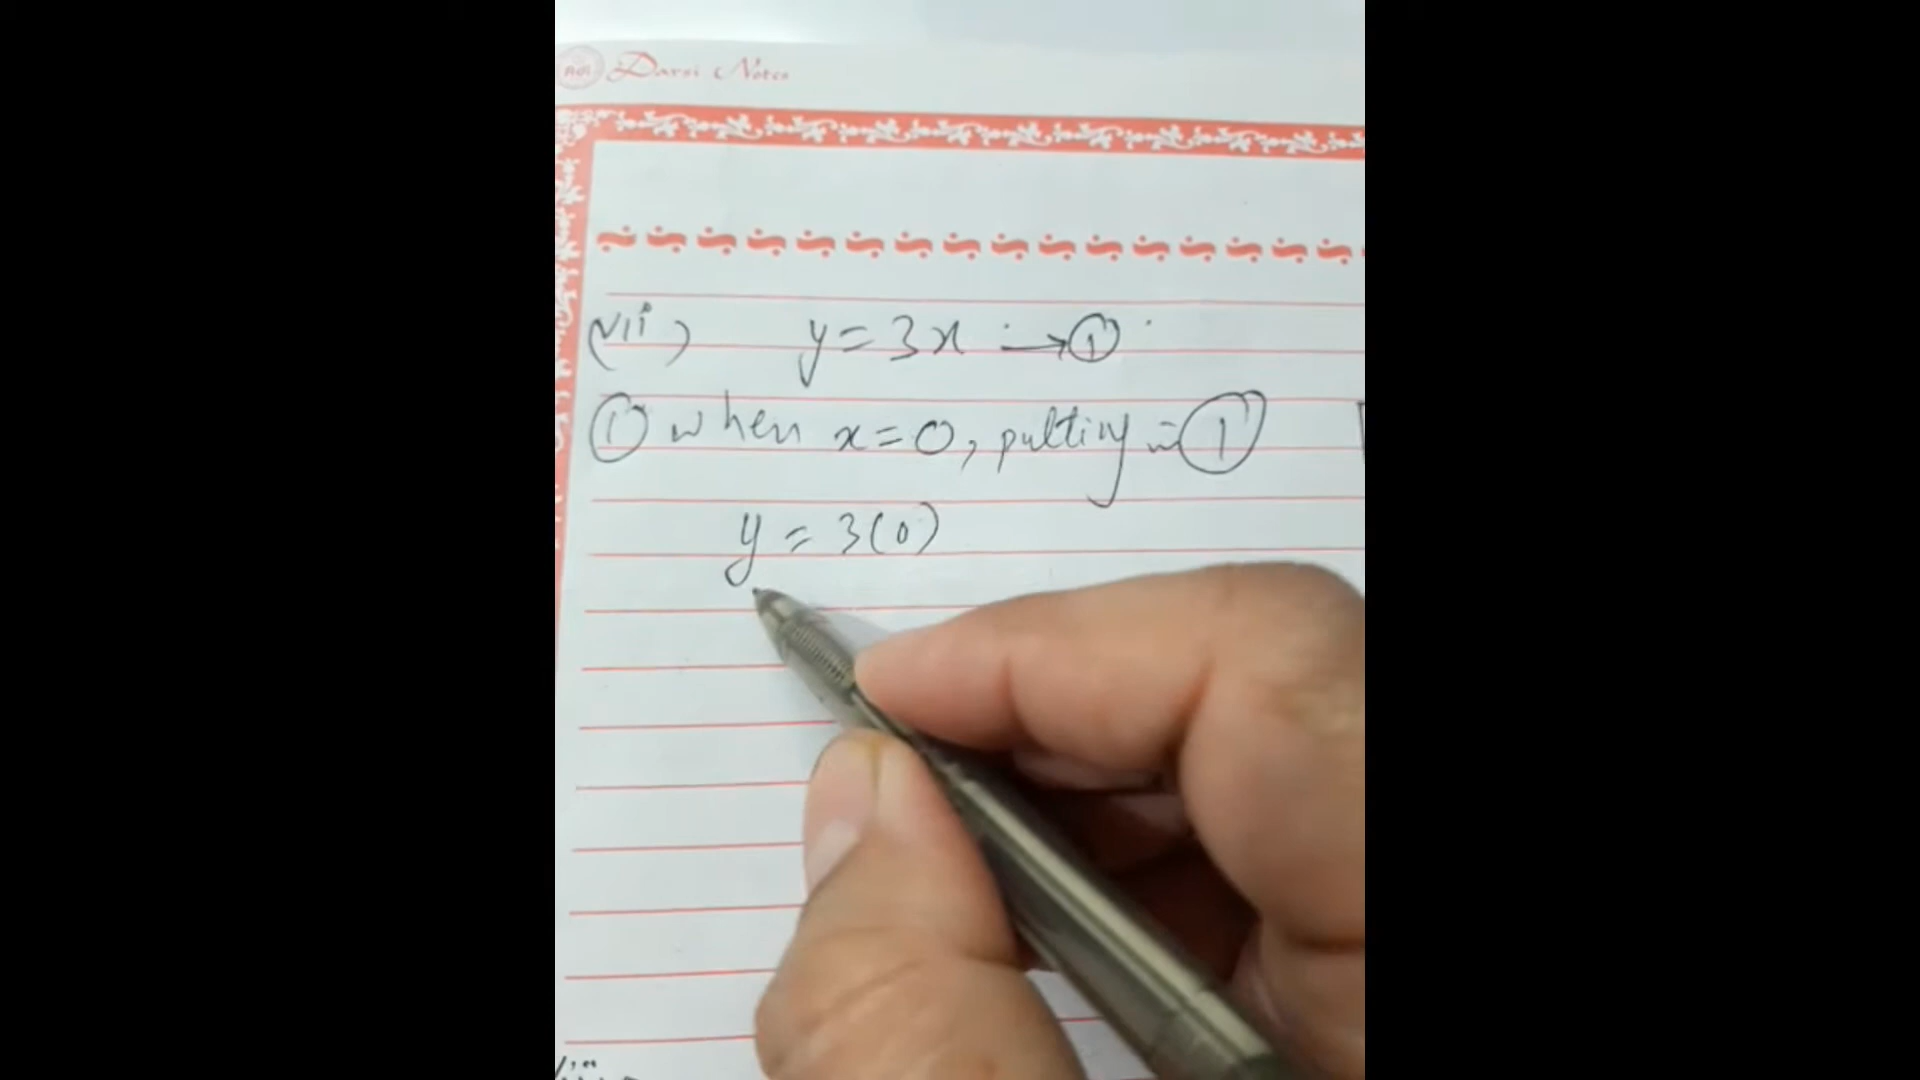 Darsi Notes
(vii) y = 3x → ①
① when x = 0, putting in ①
y = 3(0)